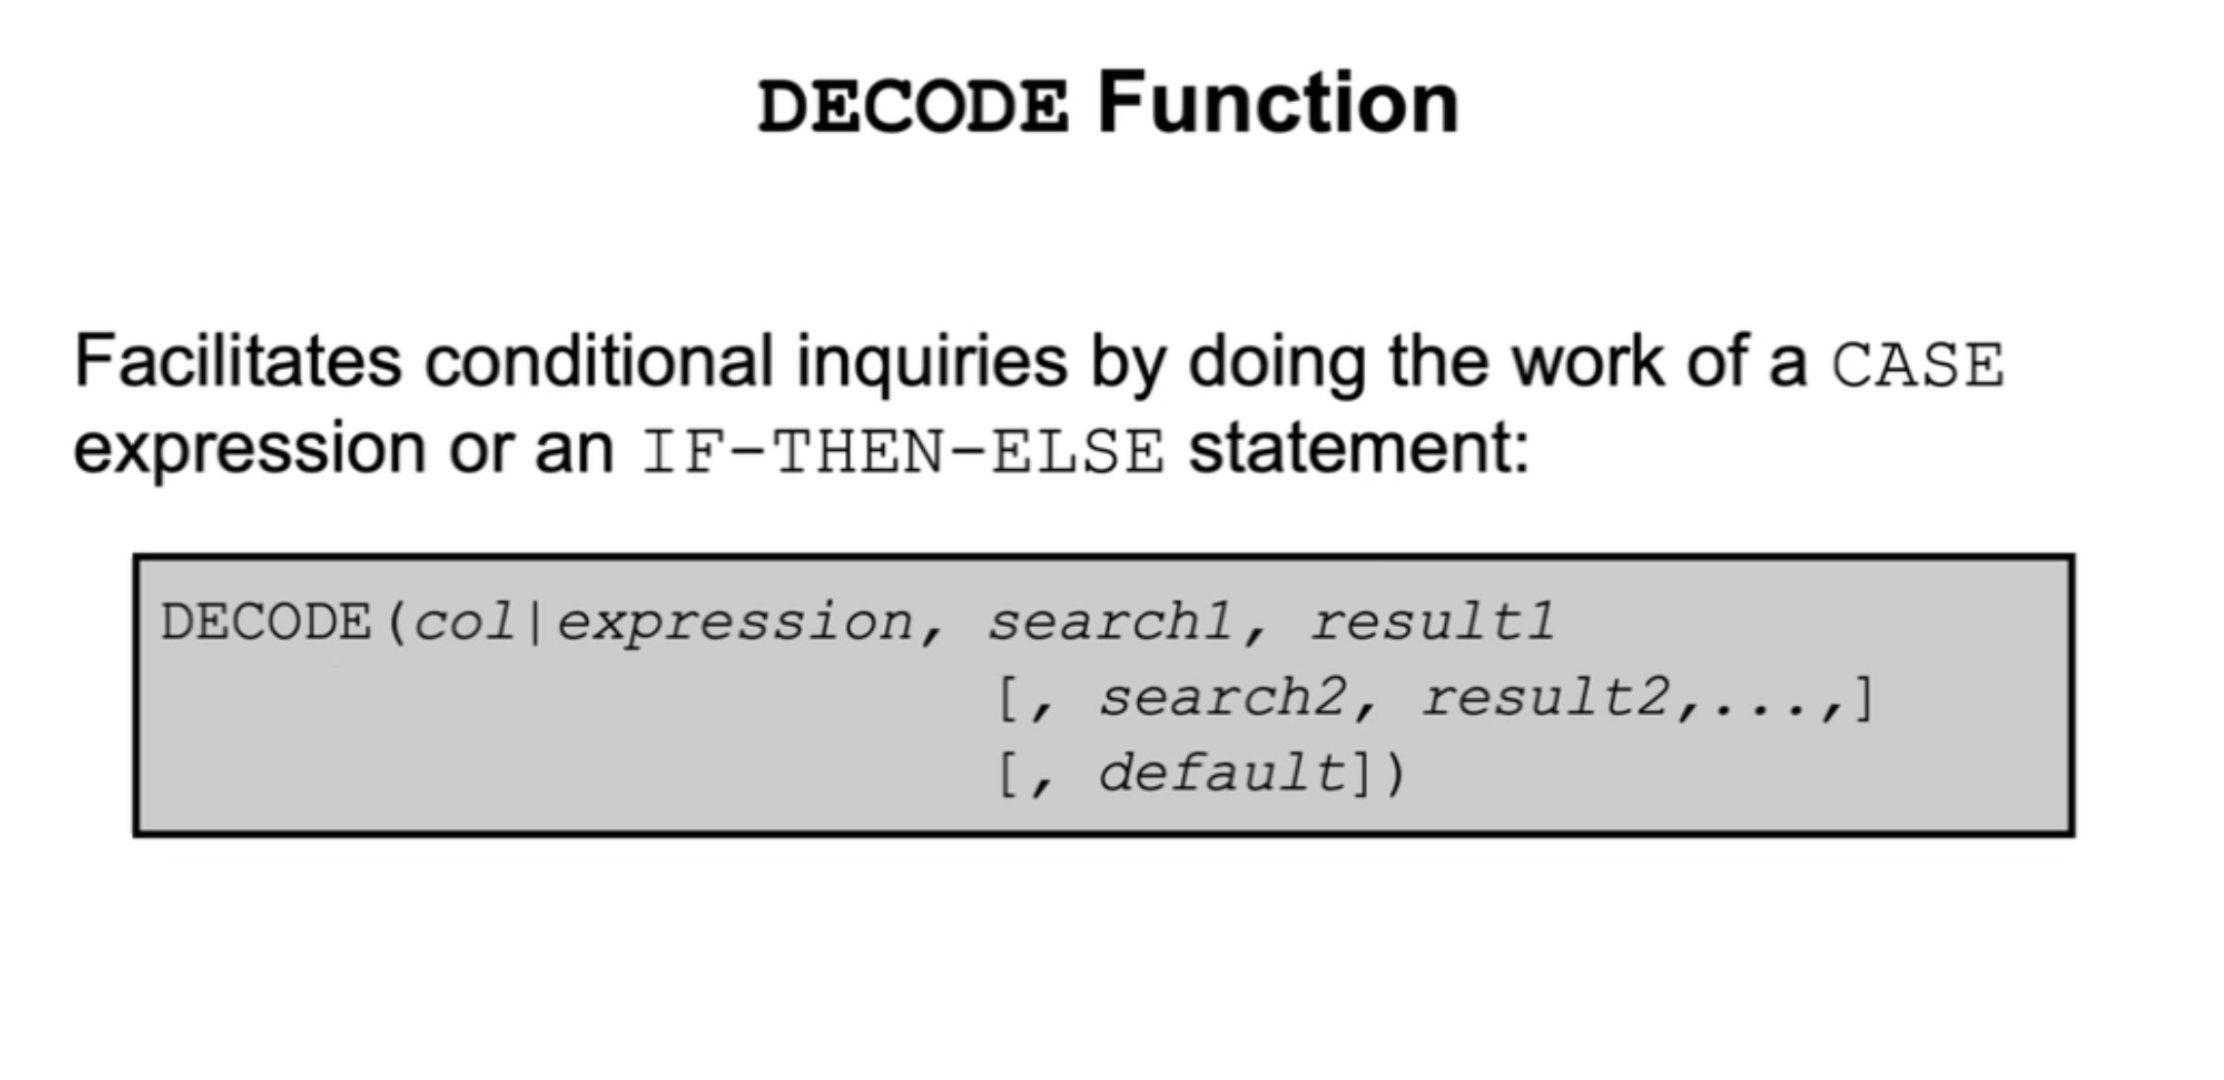 DECODE Function
Facilitates conditional inquiries by doing the work of a CASE
expression or an IF-THEN-ELSE statement:
DECODE(col|expression, search1, result1
[, search2, result2,...,]
[, default])